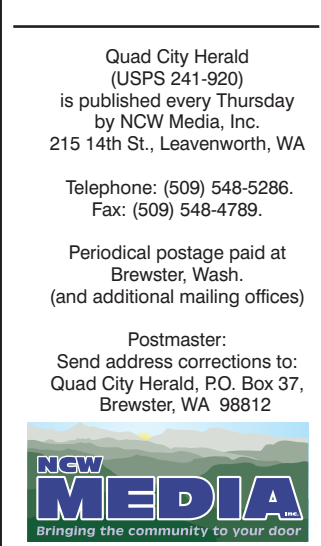 Quad City Herald
(USPS 241-920)
is published every Thursday
by NCW Media, Inc.
215 14th St., Leavenworth, WA
Telephone: (509) 548-5286.
Fax: (509) 548-4789.
Periodical postage paid at
Brewster, Wash.
(and additional mailing offices)
Postmaster:
Send address corrections to:
Quad City Herald, P.O. Box 37,
Brewster, WA  98812
NCW
MEDIA Inc.
Bringing the community to your door